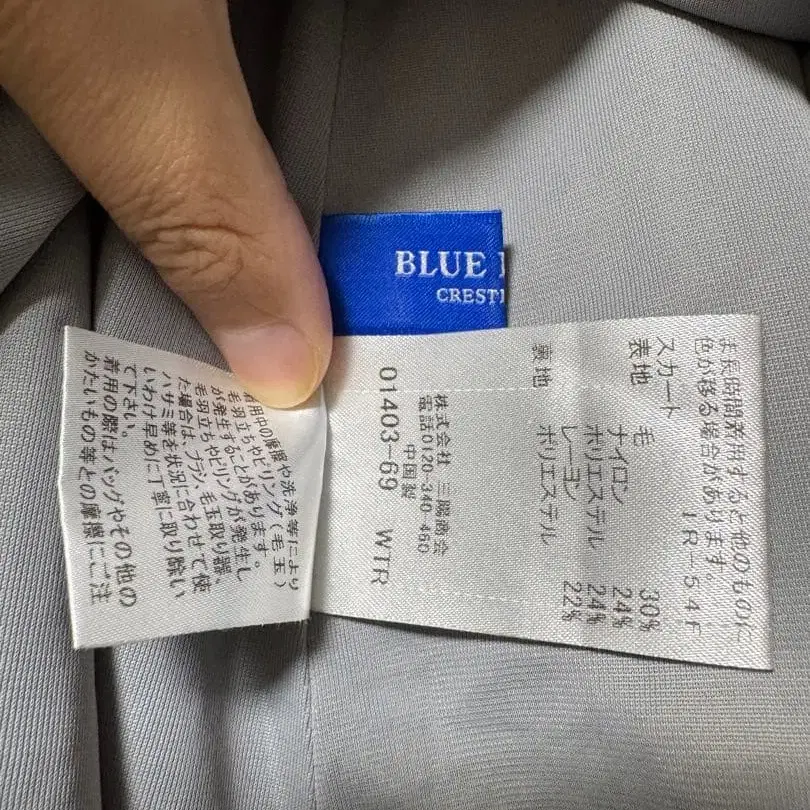 BLUE
CREST
ま長時間着用すると他のものに
色が移る場合があります。
IR-54F
スカート
表地 毛 30%
ナイロン 24%
ポリエステル 24%
レーヨン 22%
裏地 ポリエステル
株式会社 三陽商会
電話0120-340-460
中国製
01403-69 WTR
着用中の摩擦や洗浄等により
毛羽立ちやピリング(毛玉)
が発生することがあります。
毛羽立ちやピリングが発生し
た場合は、ブラシ、毛玉取り器、
ハサミ等を状況に合わせて使
いわけ早めに丁寧に取り除い
て下さい。
着用の際はバッグやその他の
かたいもの等との摩擦にご注